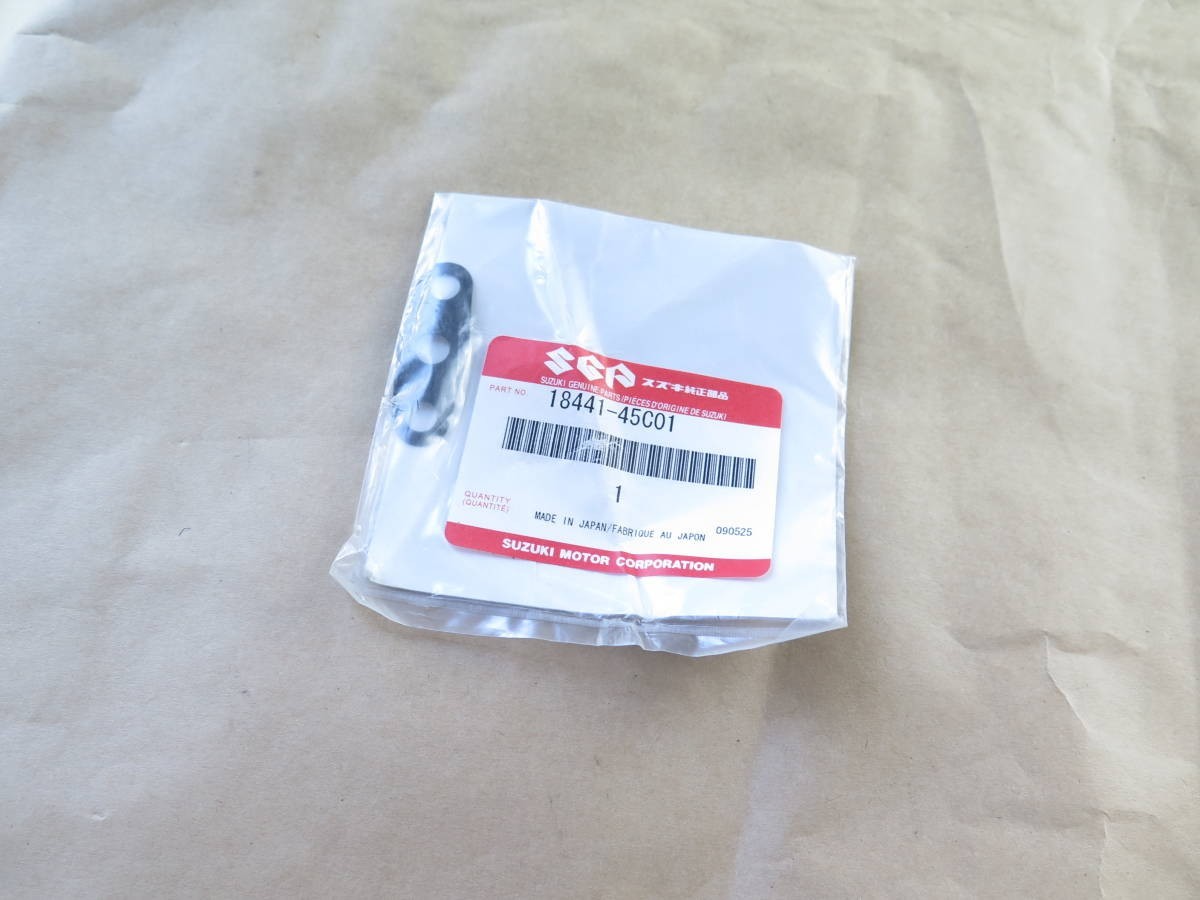 SGP スズキ純正部品
SUZUKI GENUINE PARTS/PIÈCES D'ORIGINE DE SUZUKI
PART NO. 18441-45C01
1
QUANTITY
(QUANTITÉ)
MADE IN JAPAN/FABRIQUE AU JAPON 090525
SUZUKI MOTOR CORPORATION